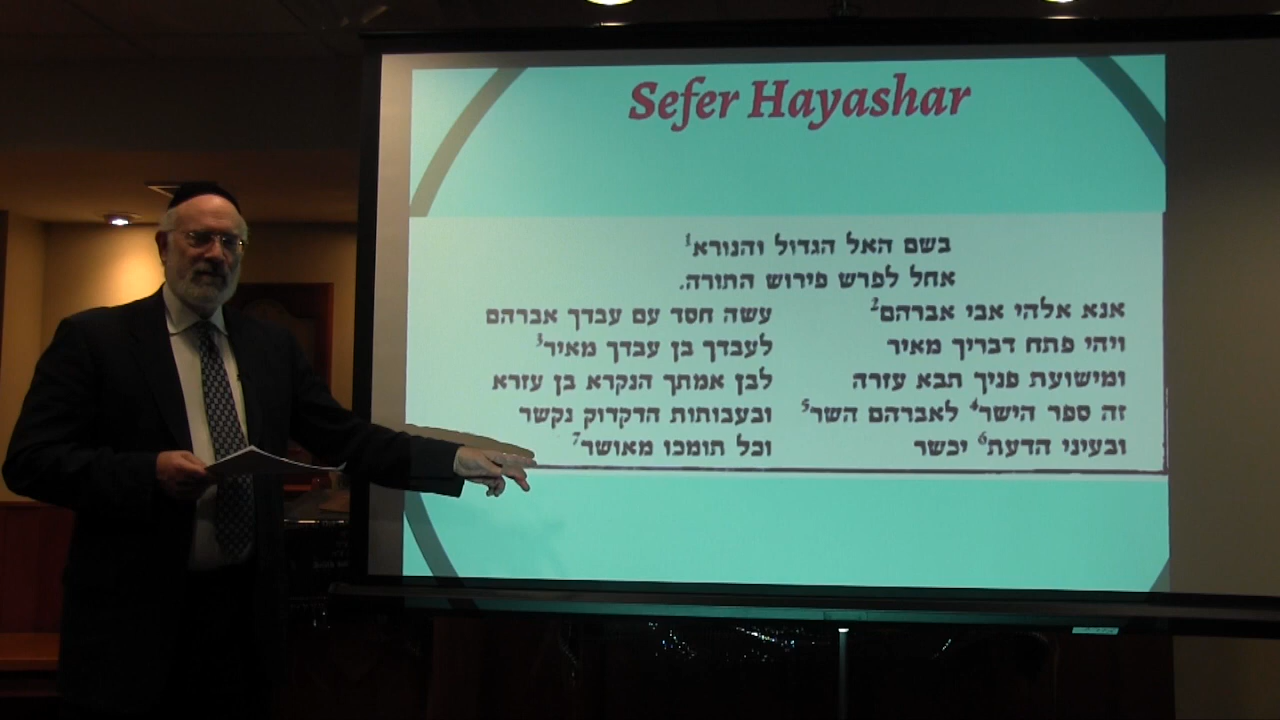 Sefer Hayashar
בשם האל הגדול והנורא¹
אחל לפרש פירוש התורה.
אנא אלהי אבי אברהם² עשה חסד עם עבדך אברהם
ויהי פתח דבריך מאיר לעבדך בן עבדך מאיר³
ומישועת פניך תבא עזרה לבן אמתך הנקרא בן עזרא
זה ספר הישר⁴ לאברהם השר⁵ ובעבותות הדקדוק נקשר
ובעיני הדעת⁶ יכשר וכל תומכו מאושר⁷